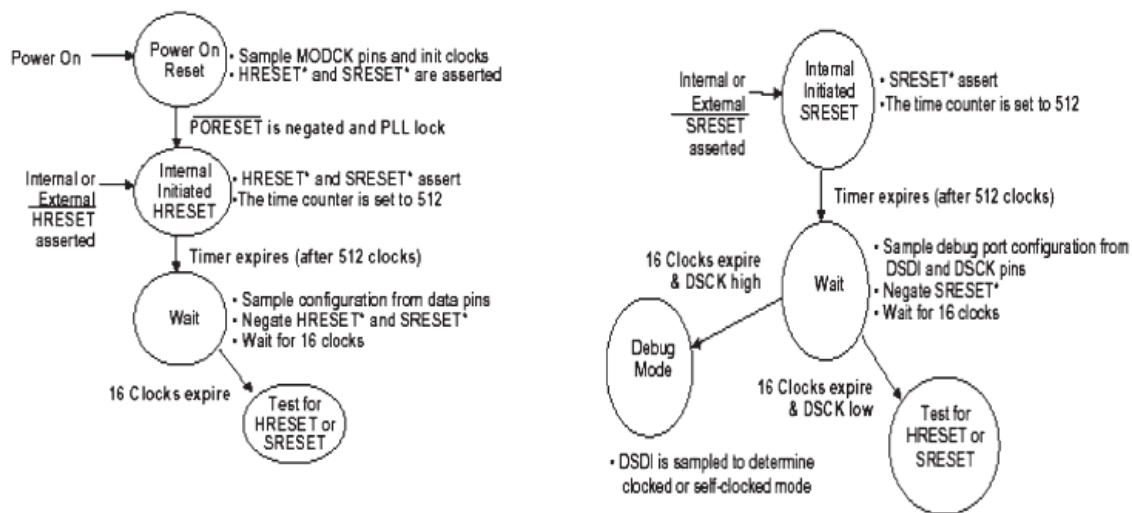 Power On
Power On
Reset
• Sample MODCK pins and init clocks
• HRESET* and SRESET* are asserted
PORESET is negated and PLL lock
Internal or
External
HRESET
asserted
Internal
Initiated
HRESET
• HRESET* and SRESET* assert
• The time counter is set to 512
Timer expires (after 512 clocks)
Wait
• Sample configuration from data pins
• Negate HRESET* and SRESET*
• Wait for 16 clocks
16 Clocks expire
Test for
HRESET or
SRESET
Internal or
External
SRESET
asserted
Internal
Initiated
SRESET
• SRESET* assert
• The time counter is set to 512
Timer expires (after 512 clocks)
Wait
• Sample debug port configuration from
DSDI and DSCK pins
• Negate SRESET*
• Wait for 16 clocks
16 Clocks expire
& DSCK high
Debug
Mode
• DSDI is sampled to determine
clocked or self-clocked mode
16 Clocks expire
& DSCK low
Test for
HRESET or
SRESET